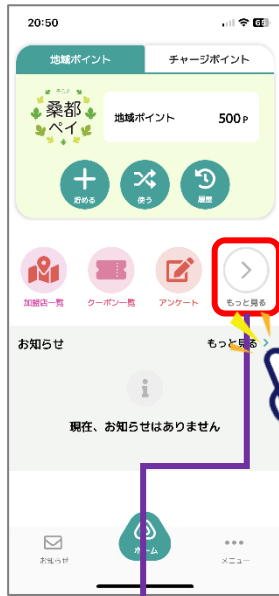 20:50
地域ポイント
チャージポイント
桑都
ペイ
地域ポイント
500 P
貯める
使う
履歴
加盟店一覧
クーポン一覧
アンケート
もっと見る
お知らせ
もっと見る
現在、お知らせはありません
お知らせ
ホーム
メニュー